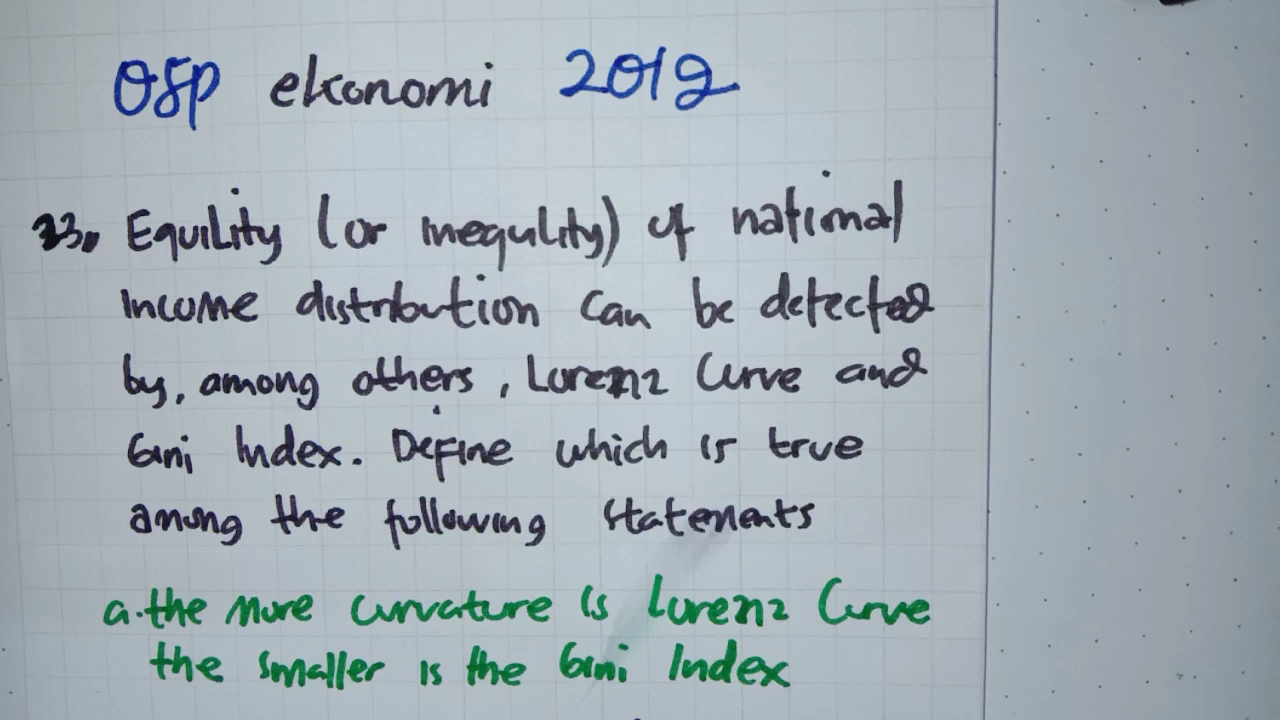 OSP ekonomi 2019
33. Equility (or inequlity) of national
income distribution can be detected
by, among others, Lorenz Curve and
Gini Index. Define which is true
among the following statements
a. the more curvature is Lorenz Curve
the smaller is the Gini Index